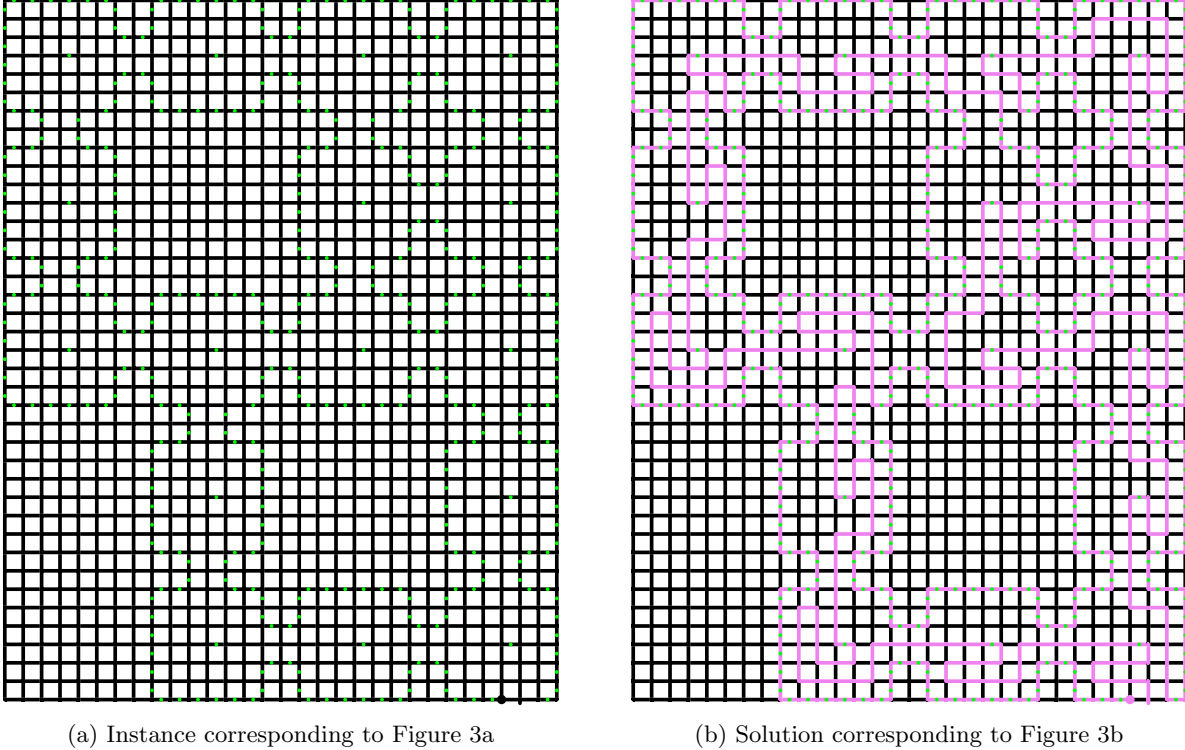 (a) Instance corresponding to Figure 3a
(b) Solution corresponding to Figure 3b